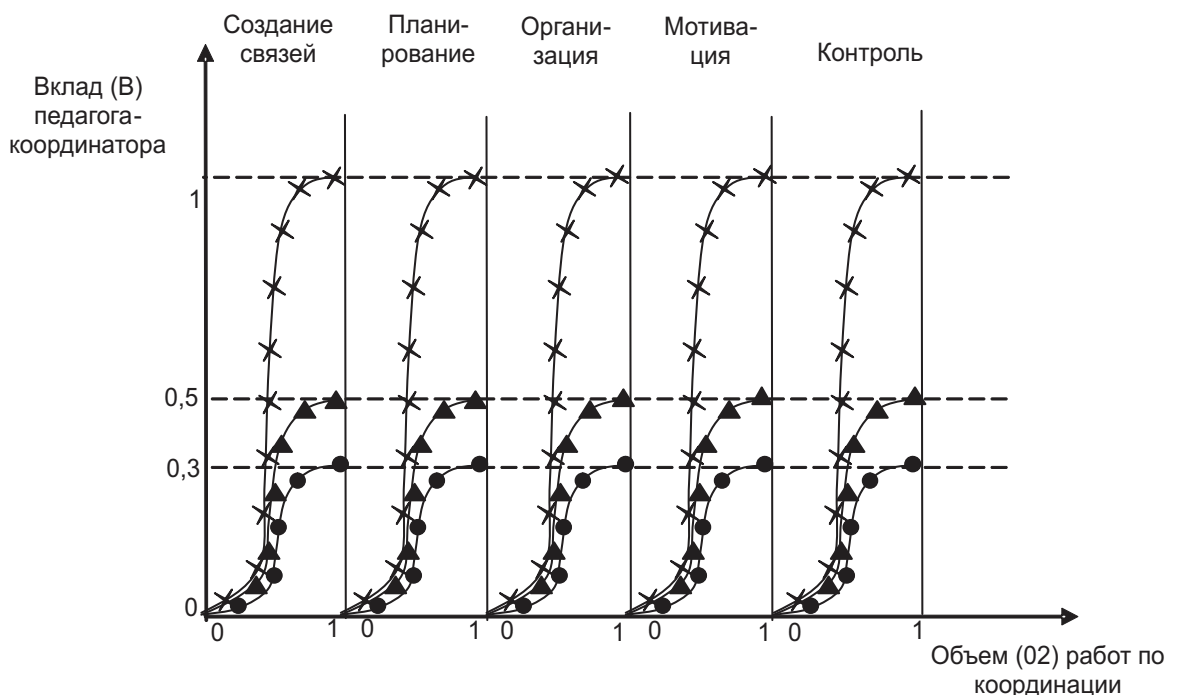 Создание
связей
Плани-
рование
Органи-
зация
Мотива-
ция
Контроль
Вклад (В)
педагога-
координатора
1
0,5
0,3
0
0
1
0
1
0
1
0
1
0
1
Объем (02) работ по
координации